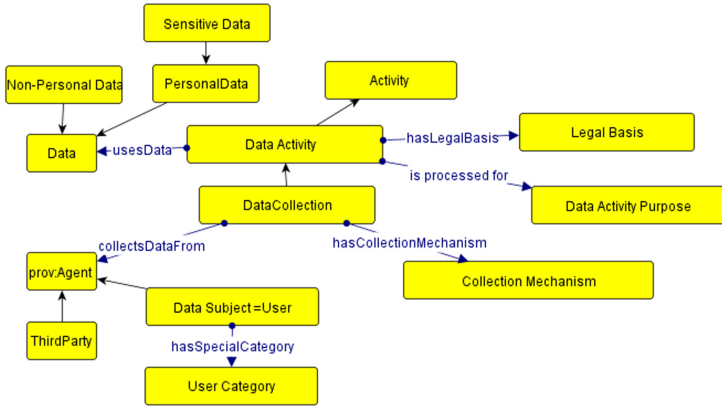 Sensitive Data
Non-Personal Data
PersonalData
Activity
Data
usesData
Data Activity
hasLegalBasis
Legal Basis
is processed for
DataCollection
Data Activity Purpose
collectsDataFrom
hasCollectionMechanism
prov:Agent
Collection Mechanism
Data Subject =User
ThirdParty
hasSpecialCategory
User Category